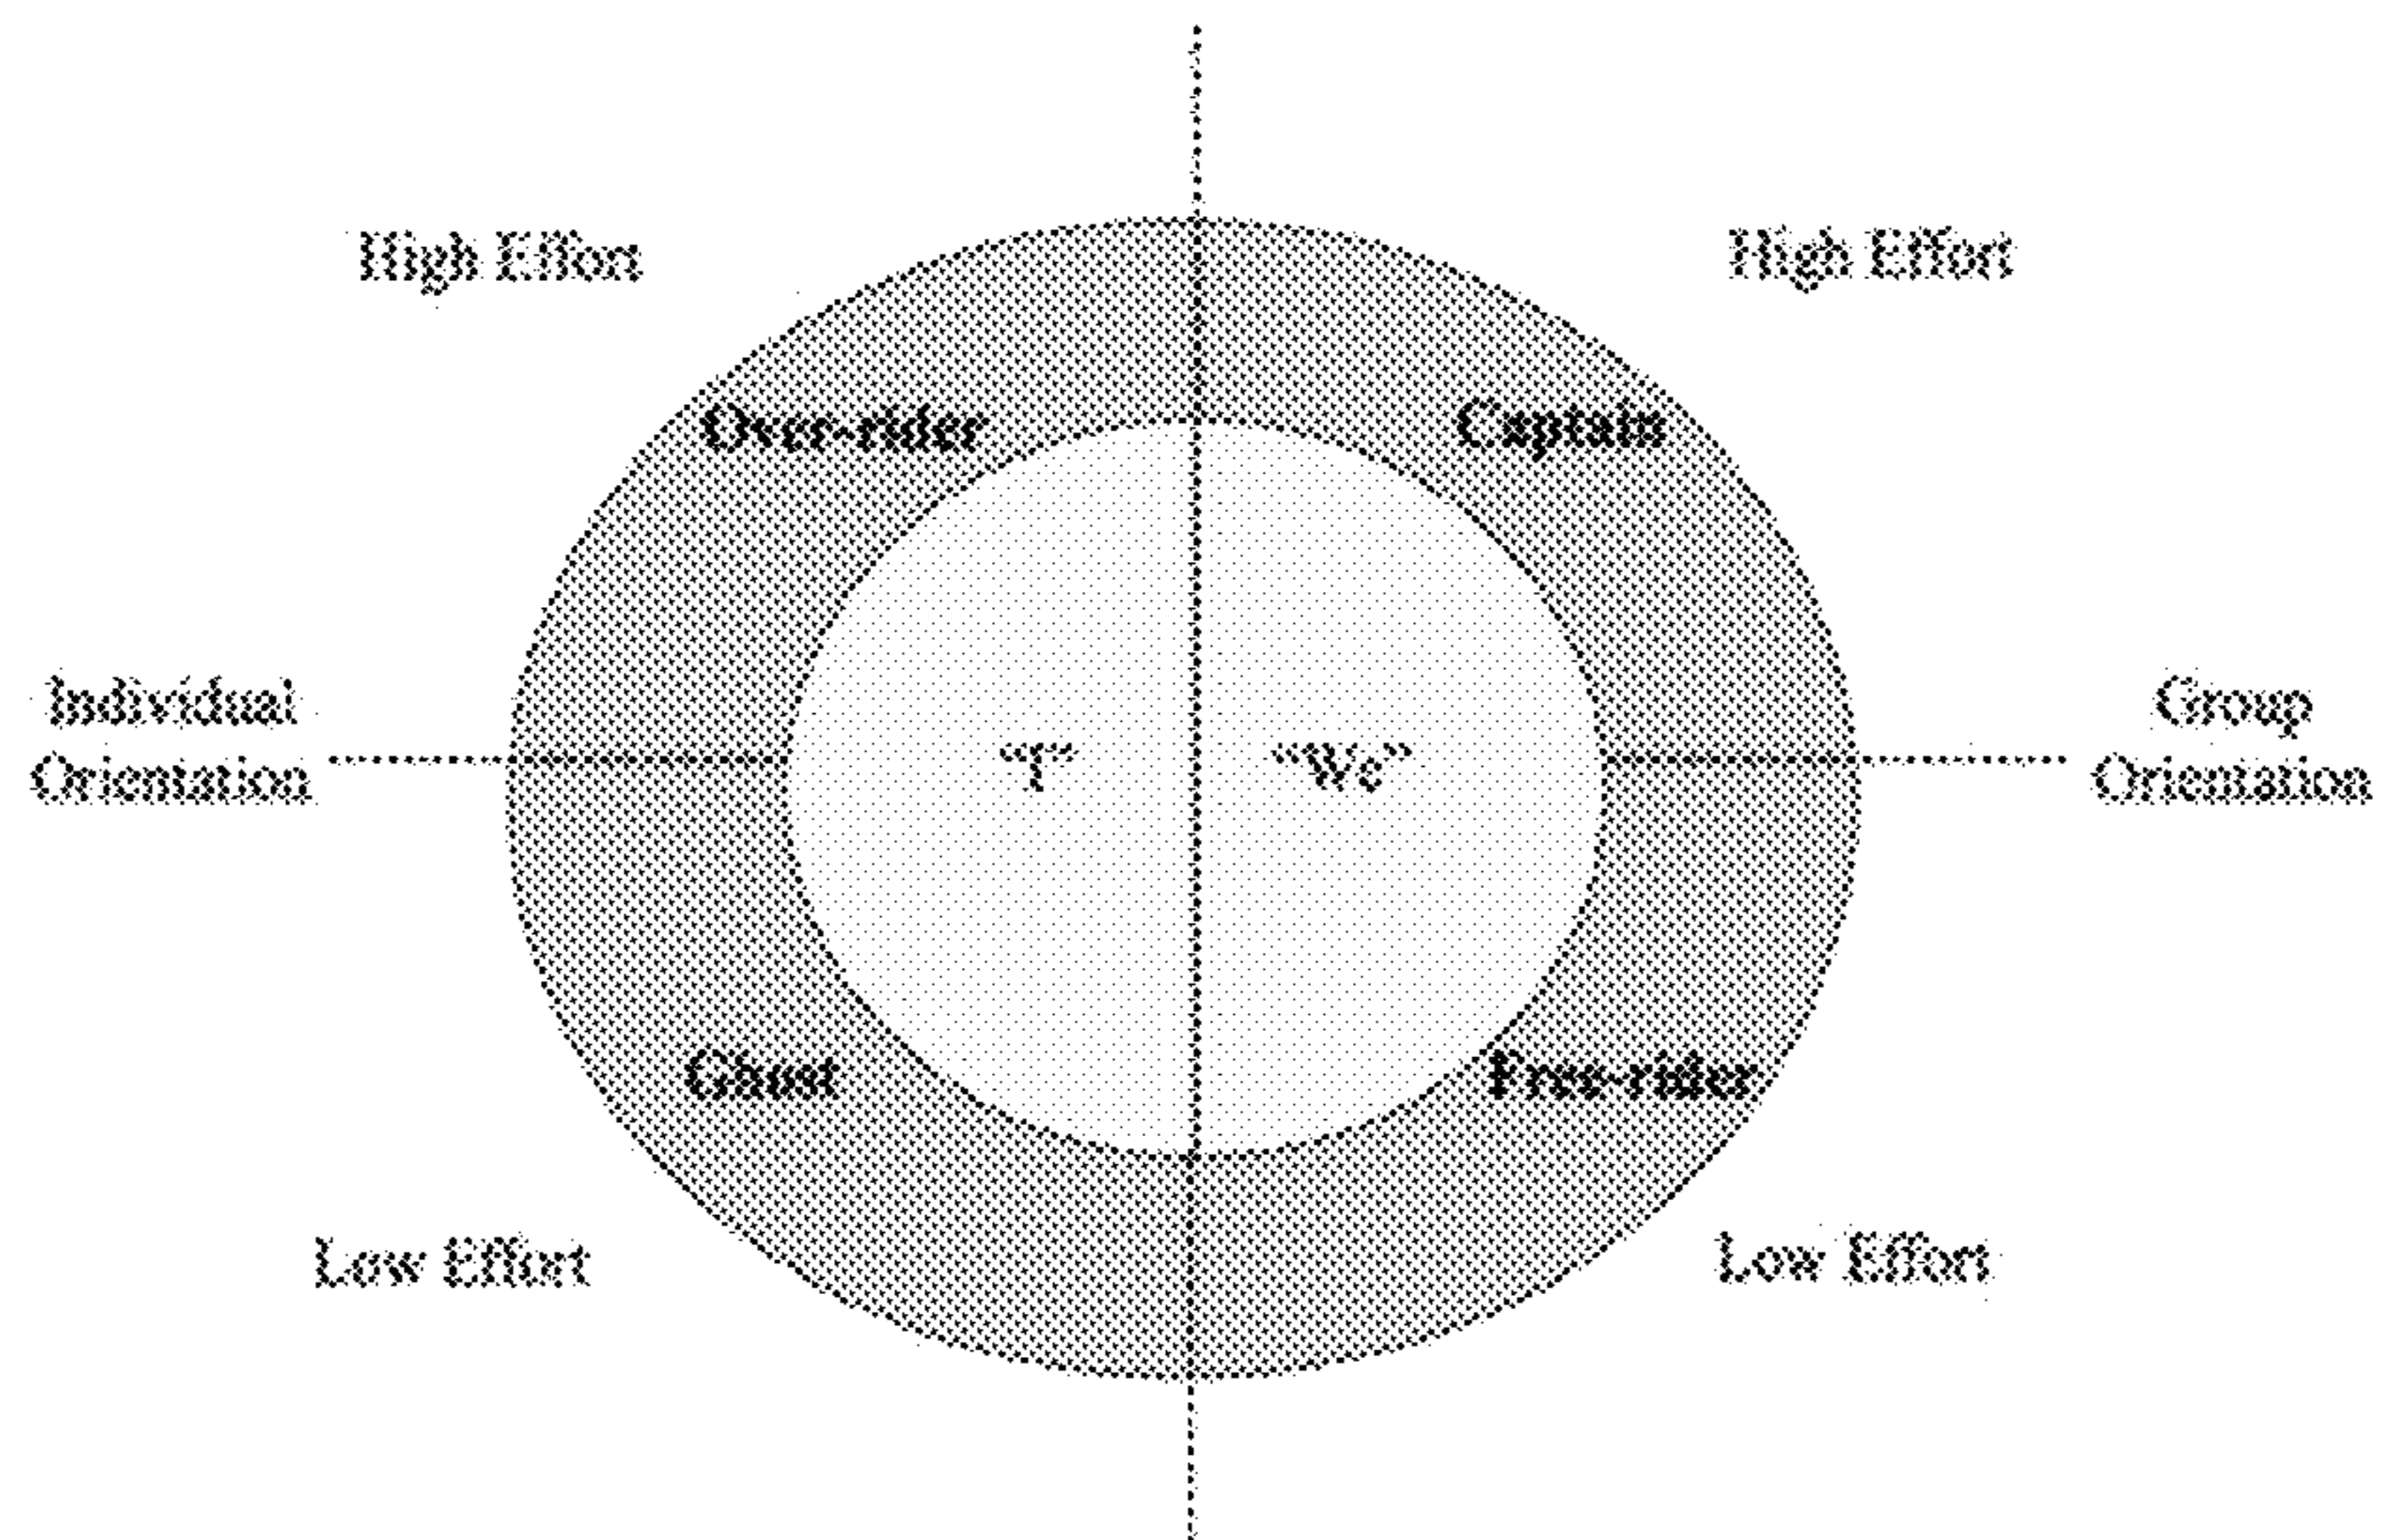 High Effort
High Effort
Over-rider
Captain
Individual
Orientation
"I"
"We"
Group
Orientation
Ghost
Free-rider
Low Effort
Low Effort